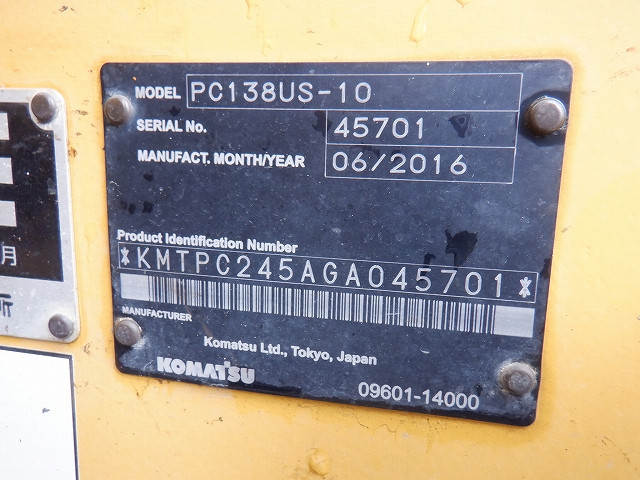 MODEL PC138US-10
SERIAL No. 45701
MANUFACT. MONTH/YEAR 06/2016
Product Identification Number
*KMTPC245AGA045701*
MANUFACTURER
Komatsu Ltd., Tokyo, Japan
KOMATSU
09601-14000
月